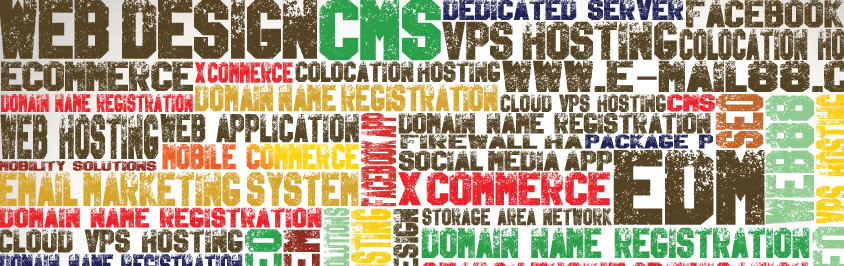 WEB DESIGN
CMS
DEDICATED SERVER
FACEBOOK
VPS HOSTING
COLOCATION HO
ECOMMERCE
X COMMERCE
COLOCATION HOSTING
WWW.E-MAIL88.C
DOMAIN NAME REGISTRATION
DOMAIN NAME REGISTRATION
CLOUD VPS HOSTING
CMS
SEO
WEB88
VPS HOSTING
WEB HOSTING
WEB APPLICATION
FACEBOOK APP
DOMAIN NAME REGISTRATION
FIREWALL HA
PACKAGE P
MOBILITY SOLUTIONS
MOBILE COMMERCE
SOCIAL MEDIA APP
EDM
EMAIL MARKETING SYSTEM
X COMMERCE
DOMAIN NAME REGISTRATION
STORAGE AREA NETWORK
CLOUD VPS HOSTING
DOMAIN NAME REGISTRATION
DOMAIN NAME REGISTRATION